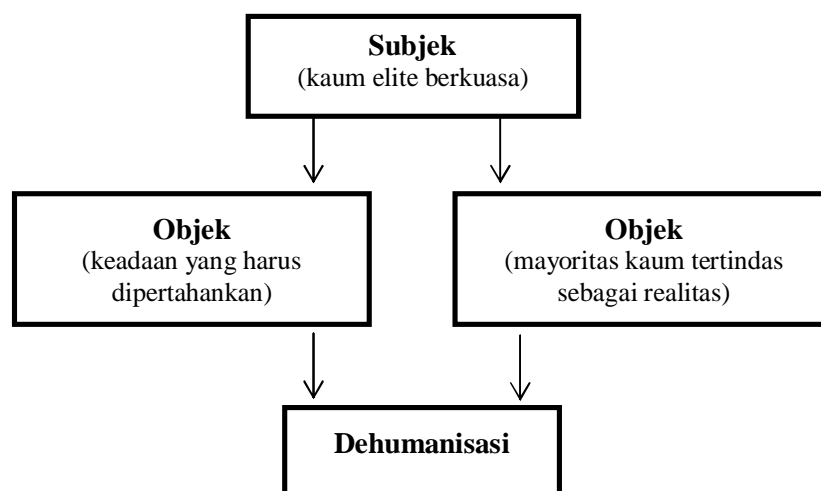 Subjek
(kaum elite berkuasa)
Objek
(keadaan yang harus
dipertahankan)
Objek
(mayoritas kaum tertindas
sebagai realitas)
Dehumanisasi